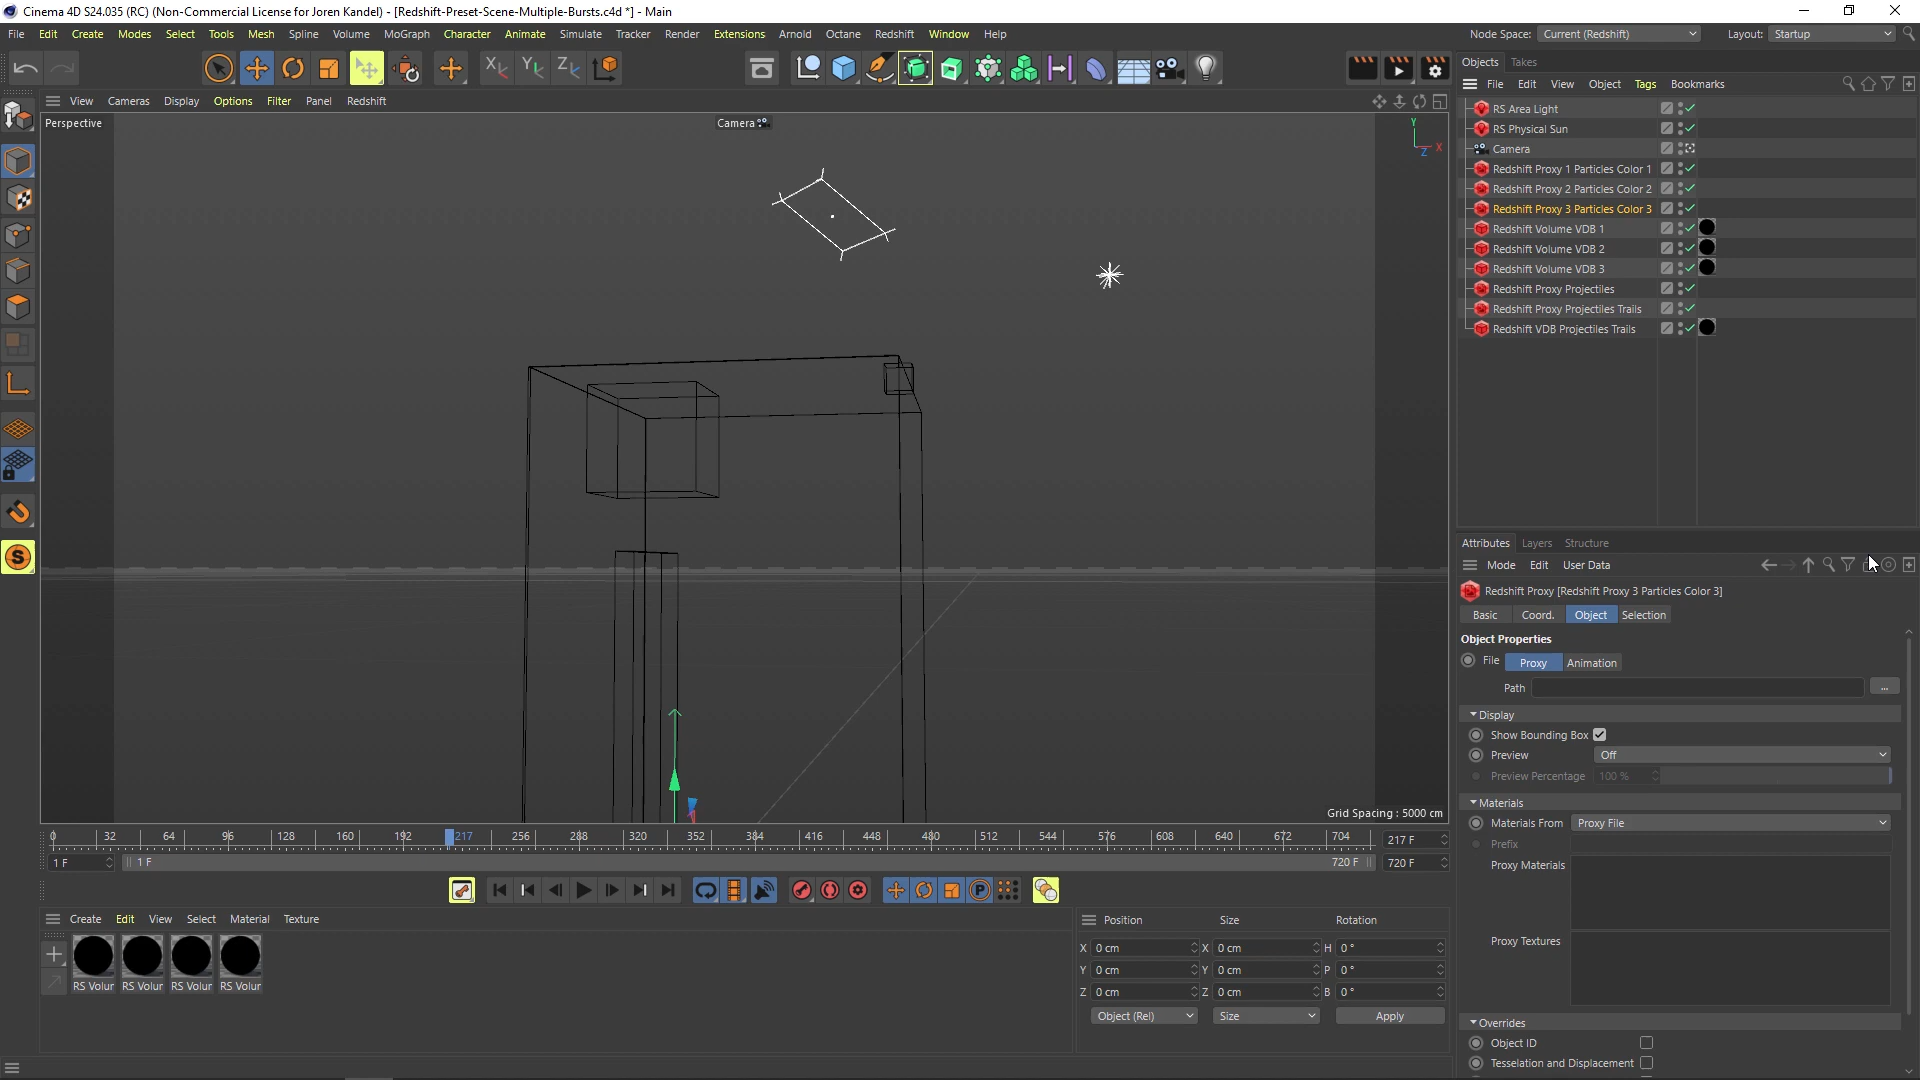 Cinema 4D S24.035 (RC) (Non-Commercial License for Joren Kandel) - [Redshift-Preset-Scene-Multiple-Bursts.c4d *] - Main
File Edit Create Modes Select Tools Mesh Spline Volume MoGraph Character Animate Simulate Tracker Render Extensions Arnold Octane Redshift Window Help
Node Space: Current (Redshift) Layout: Startup
Objects Takes
File Edit View Object Tags Bookmarks
View Cameras Display Options Filter Panel Redshift
Perspective
Camera
Y
X
Z
RS Area Light
RS Physical Sun
Camera
Redshift Proxy 1 Particles Color 1
Redshift Proxy 2 Particles Color 2
Redshift Proxy 3 Particles Color 3
Redshift Volume VDB 1
Redshift Volume VDB 2
Redshift Volume VDB 3
Redshift Proxy Projectiles
Redshift Proxy Projectiles Trails
Redshift VDB Projectiles Trails
Attributes Layers Structure
Mode Edit User Data
Redshift Proxy [Redshift Proxy 3 Particles Color 3]
Basic Coord. Object Selection
Object Properties
File Proxy Animation
Path ...
Display
Show Bounding Box
Preview Off
Preview Percentage 100 %
Materials
Materials From Proxy File
Prefix
Proxy Materials
Proxy Textures
Overrides
Object ID
Tesselation and Displacement
Grid Spacing : 5000 cm
0 32 64 96 128 160 192 217 256 288 320 352 384 416 448 480 512 544 576 608 640 672 704 217 F
1 F 1 F 720 F 720 F
Create Edit View Select Material Texture
RS Volur RS Volur RS Volur RS Volur
Position Size Rotation
X 0 cm X 0 cm H 0 °
Y 0 cm Y 0 cm P 0 °
Z 0 cm Z 0 cm B 0 °
Object (Rel) Size Apply